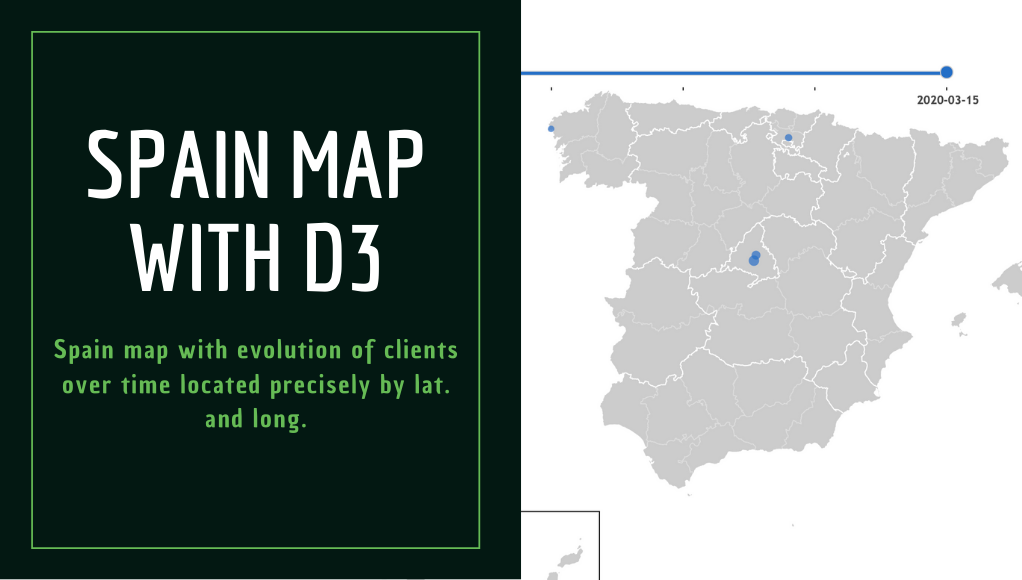 SPAIN MAP
WITH D3
Spain map with evolution of clients
over time located precisely by lat.
and long.
2020-03-15